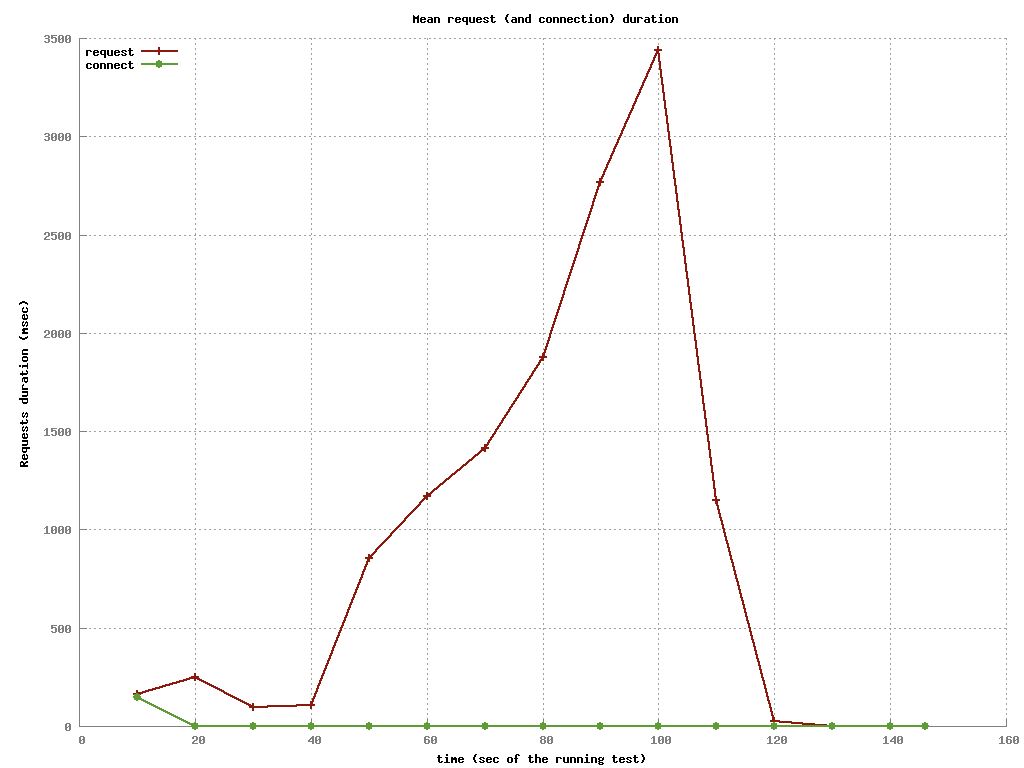 Mean request (and connection) duration
request
connect
3500
3000
2500
2000
1500
1000
500
0
Requests duration (msec)
0 20 40 60 80 100 120 140 160
time (sec of the running test)